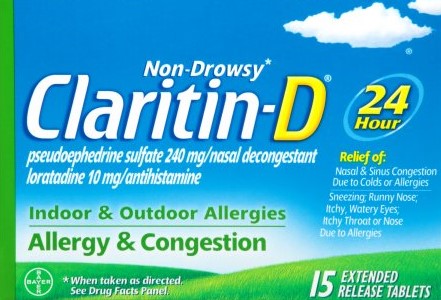 Non-Drowsy*
Claritin-D®
24
Hour
pseudoephedrine sulfate 240 mg/nasal decongestant
loratadine 10 mg/antihistamine
Relief of:
Nasal & Sinus Congestion
Due to Colds or Allergies
Sneezing; Runny Nose;
Itchy, Watery Eyes;
Itchy Throat or Nose
Due to Allergies
Indoor & Outdoor Allergies
Allergy & Congestion
BAYER
*When taken as directed.
See Drug Facts Panel.
15 EXTENDED
RELEASE TABLETS
®